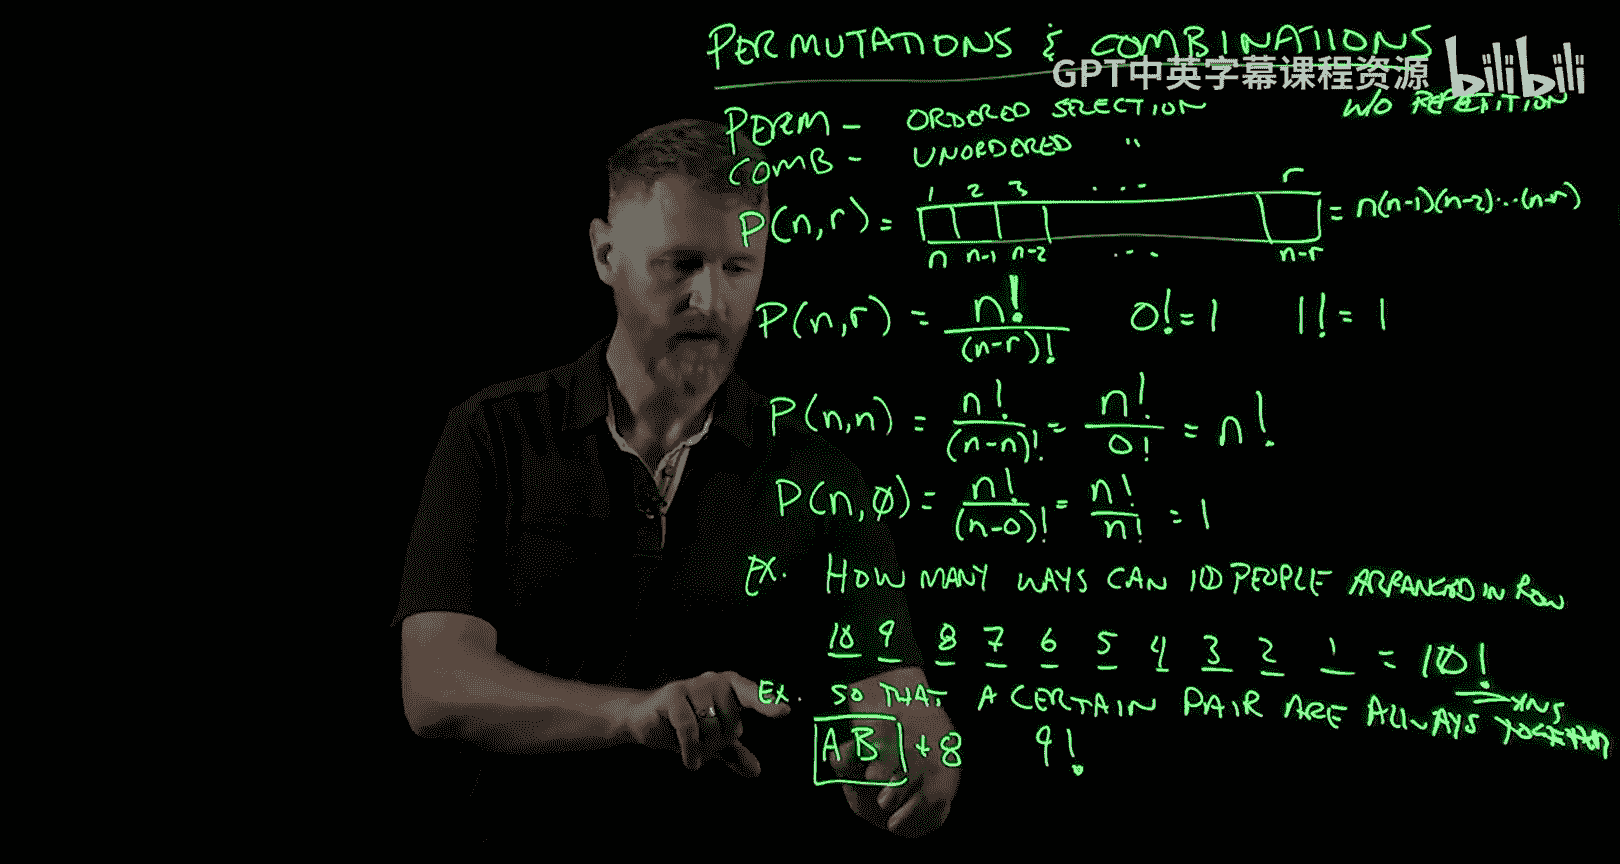 PERMUTATIONS & COMBINATIONS
GPT中英字幕课程资源 bilibili
PERM - ORDERED SELECTION W/O REPETITION
COMB - UNORDERED "
1 2 3 ... r
P(n,r) = = n(n-1)(n-2)...(n-r)
n n-1 n-2 ... n-r
P(n,r) = n!/(n-r)! 0! = 1 1! = 1
P(n,n) = n!/(n-n)! = n!/0! = n!
P(n,0) = n!/(n-0)! = n!/n! = 1
EX. HOW MANY WAYS CAN 10 PEOPLE ARRANGED IN ROW
10 9 8 7 6 5 4 3 2 1 = 10!
EX. SO THAT A CERTAIN PAIR ARE ALWAYS TOGETHER
AB + 8 9!